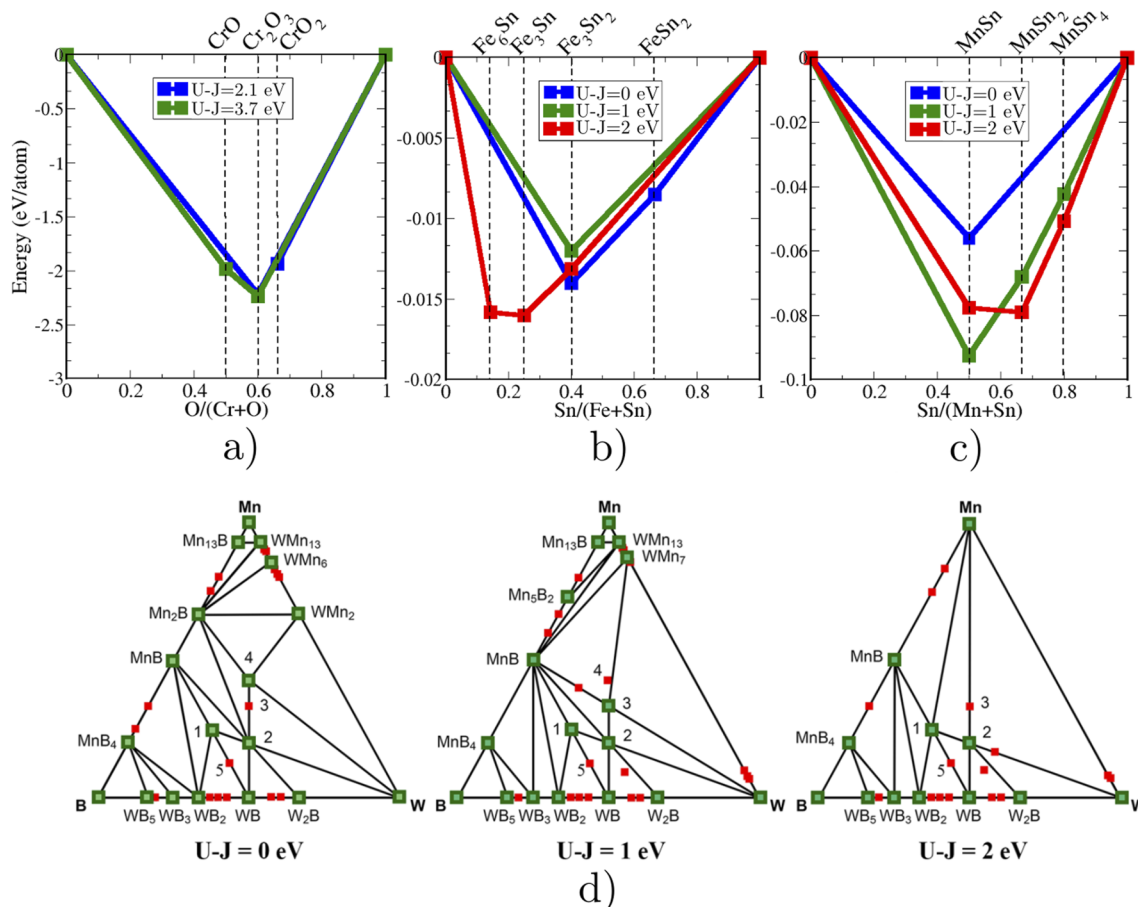 CrO Cr2O3 CrO2
U-J=2.1 eV
U-J=3.7 eV
Energy (eV/atom)
0
-0.5
-1
-1.5
-2
-2.5
-3
0 0.2 0.4 0.6 0.8 1
O/(Cr+O)
a)
Fe6Sn Fe3Sn Fe3Sn2 FeSn2
U-J=0 eV
U-J=1 eV
U-J=2 eV
0
-0.005
-0.01
-0.015
-0.02
0 0.2 0.4 0.6 0.8 1
Sn/(Fe+Sn)
b)
MnSn MnSn2 MnSn4
U-J=0 eV
U-J=1 eV
U-J=2 eV
0
-0.02
-0.04
-0.06
-0.08
-0.1
0 0.2 0.4 0.6 0.8 1
Sn/(Mn+Sn)
c)
Mn
Mn13B WMn13
WMn6
Mn2B WMn2
MnB 4
3
1 2
MnB4
5
B W
WB5 WB3 WB2 WB W2B
U-J = 0 eV
Mn
Mn13B WMn13
WMn7
Mn5B2
MnB 4
3
1 2
MnB4
5
B W
WB5 WB3 WB2 WB W2B
U-J = 1 eV
Mn
MnB
3
1 2
MnB4
5
B W
WB5 WB3 WB2 WB W2B
U-J = 2 eV
d)